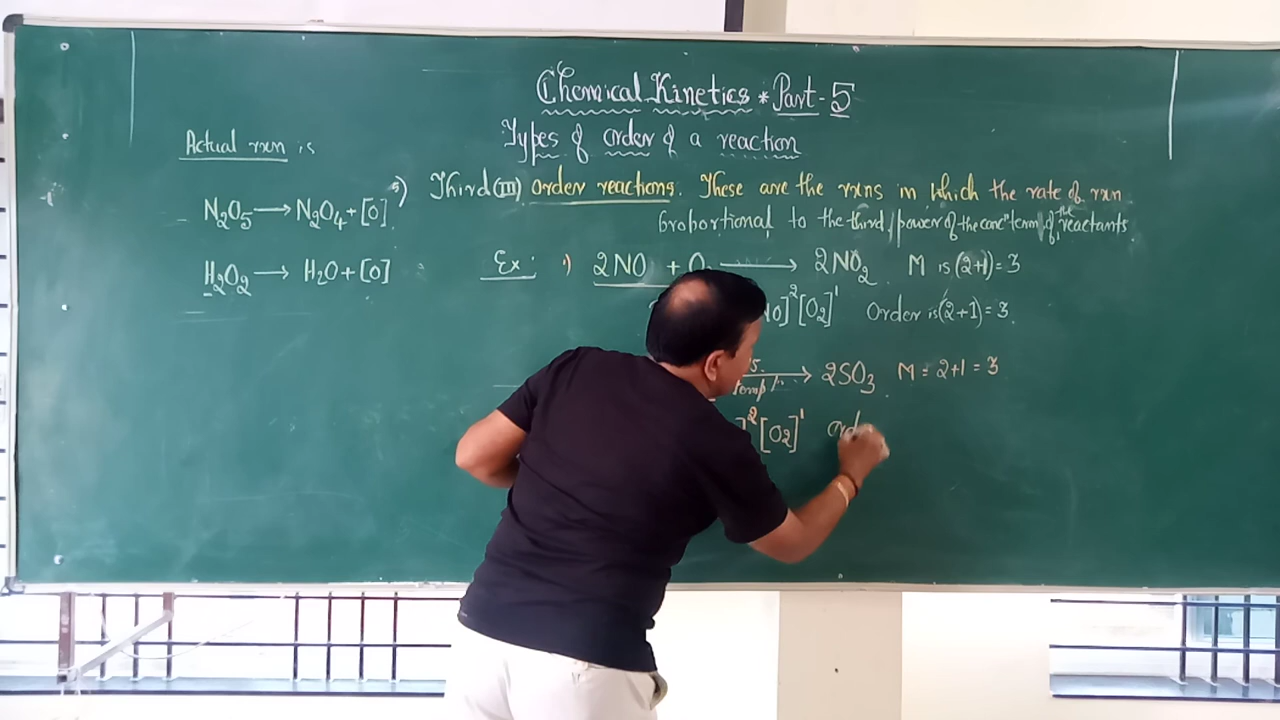 Chemical Kinetics * Part - 5
Types of order of a reaction
Actual rxn is
N₂O₅ ⟶ N₂O₄ + [O]
H₂O₂ ⟶ H₂O + [O]
5) Third (III) order reactions. These are the rxns in which the rate of rxn
proportional to the third power of the concⁿ term of the reactants.
Ex: 1) 2NO + O₂ ⟶ 2NO₂ M is (2+1) = 3
NO]² [O₂]¹ Order is (2+1) = 3.
temp ⟶ 2SO₃ M = 2+1 = 3
]² [O₂]¹